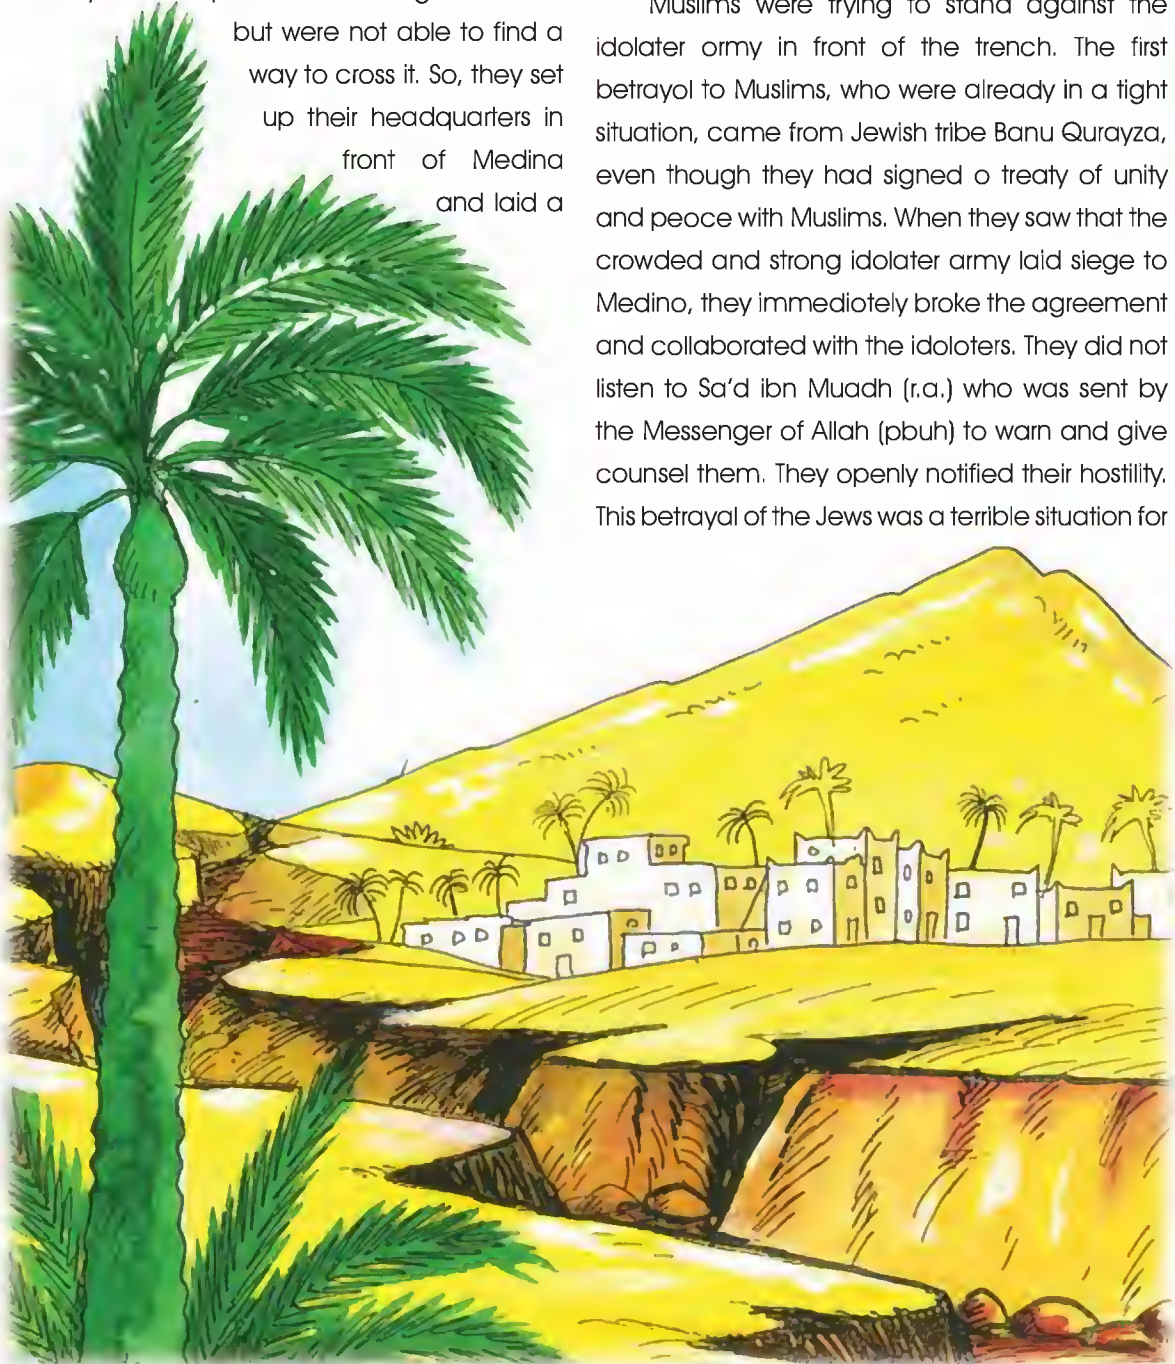 but were not able to find a
way to cross it. So, they set
up their headquarters in
front of Medina
and laid a
Muslims were trying to stand against the
idolater ormy in front of the trench. The first
betrayol to Muslims, who were already in a tight
situation, came from Jewish tribe Banu Qurayza,
even though they had signed o treaty of unity
and peoce with Muslims. When they saw that the
crowded and strong idolater army laid siege to
Medino, they immediotely broke the agreement
and collaborated with the idoloters. They did not
listen to Sa'd ibn Muadh (r.a.) who was sent by
the Messenger of Allah (pbuh) to warn and give
counsel them. They openly notified their hostility.
This betrayal of the Jews was a terrible situation for